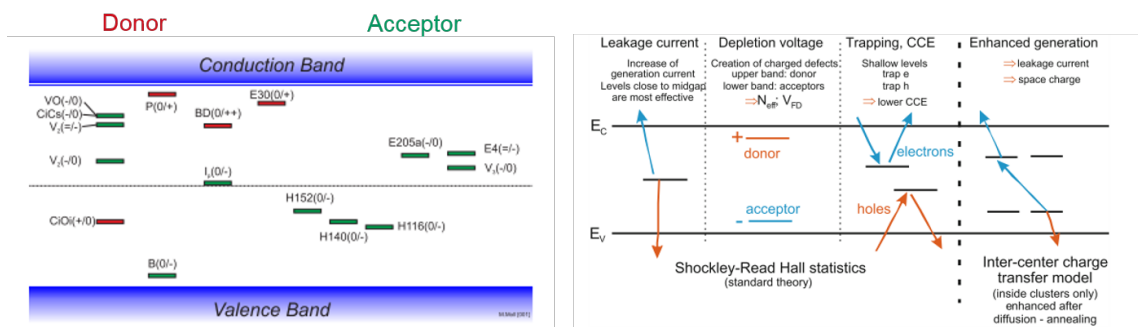 Donor
Acceptor
Conduction Band
VO(-/0)
CiCs(-/0)
V₂(=/-)
P(0/+)
BD(0/++)
E30(0/+)
V₂(-/0)
E205a(-/0)
E4(=/-)
V₃(-/0)
Iₚ(0/-)
H152(0/-)
CiOi(+/0)
H140(0/-)
H116(0/-)
B(0/-)
Valence Band
M.Moll [001]
Leakage current
Increase of
generation current
Levels close to midgap
are most effective
Depletion voltage
Creation of charged defects
upper band: donor
lower band: acceptors
⇒Neff; VFD
Trapping, CCE
Shallow levels
trap e
trap h
⇒lower CCE
Enhanced generation
⇒leakage current
⇒space charge
EC
+
donor
electrons
- acceptor
holes
EV
Shockley-Read Hall statistics
(standard theory)
Inter-center charge
transfer model
(inside clusters only)
enhanced after
diffusion - annealing